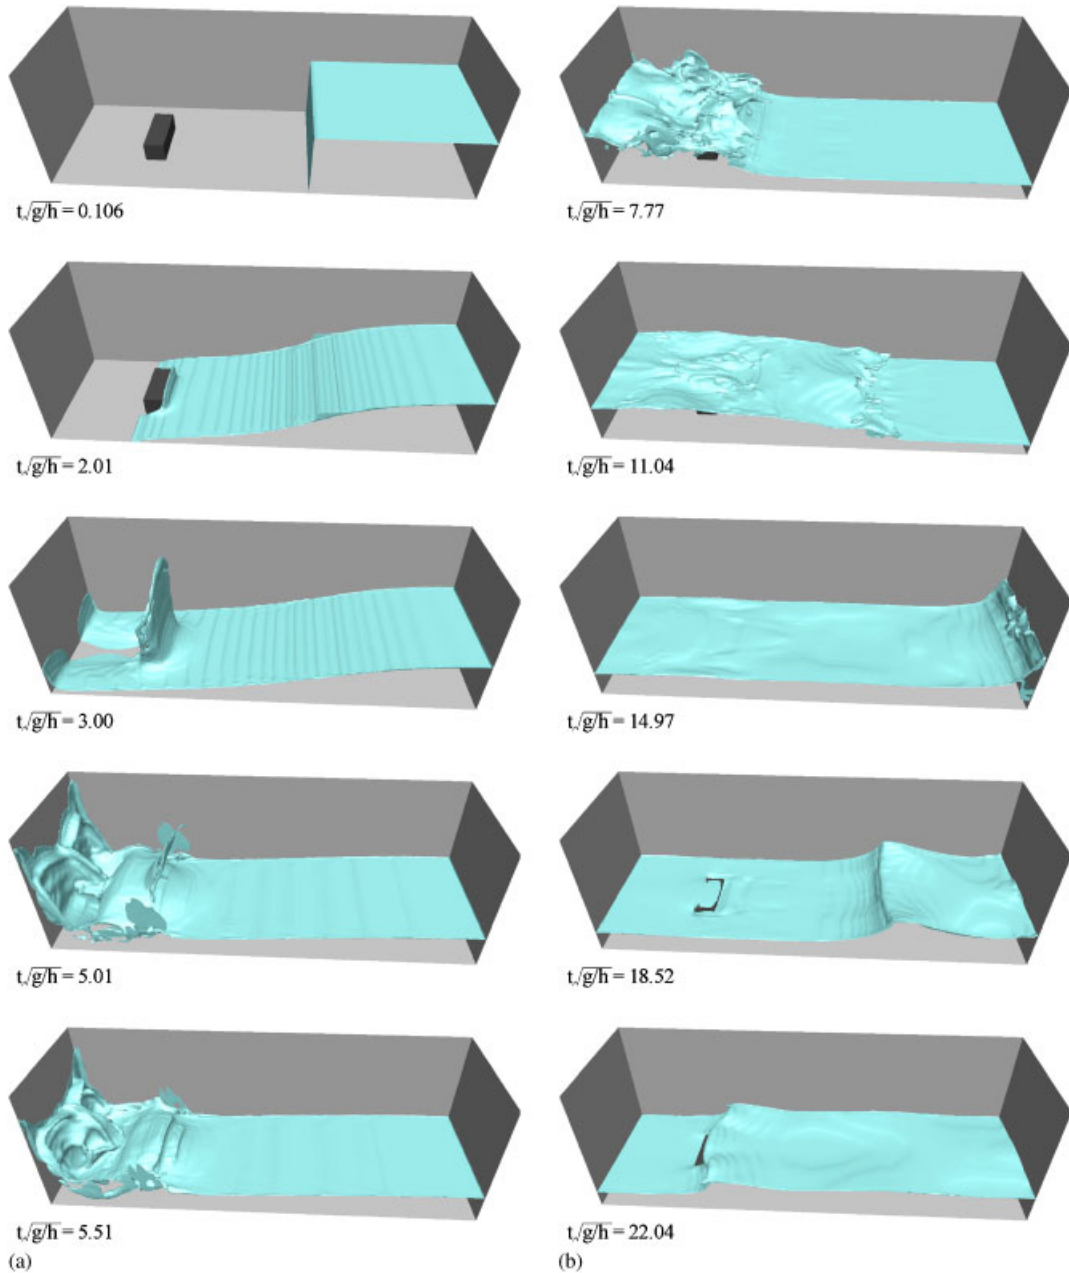 t√g/h = 0.106
t√g/h = 2.01
t√g/h = 3.00
t√g/h = 5.01
t√g/h = 5.51
(a)
t√g/h = 7.77
t√g/h = 11.04
t√g/h = 14.97
t√g/h = 18.52
t√g/h = 22.04
(b)